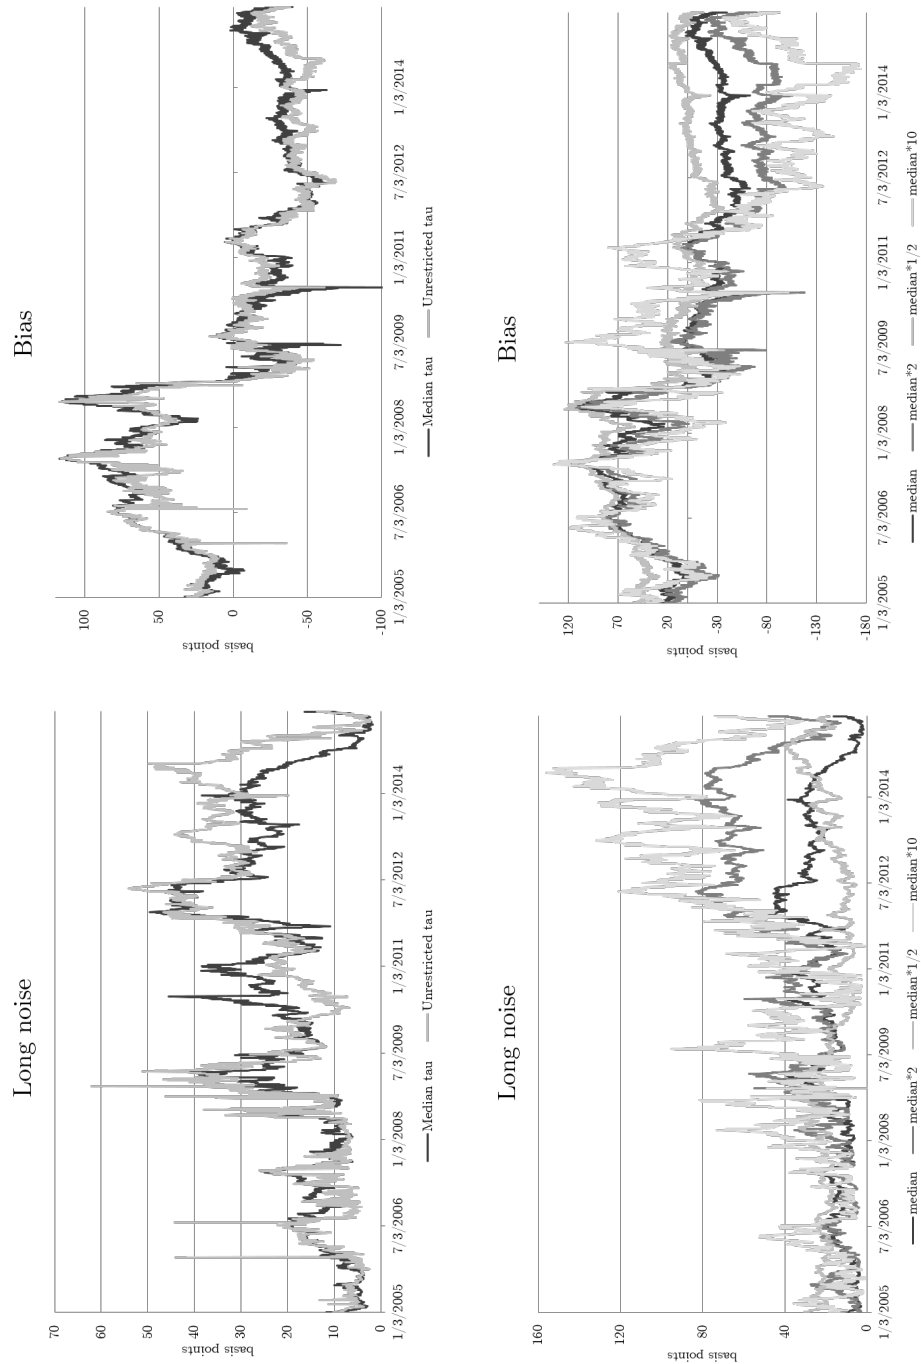 Long noise
basis points
70
60
50
40
30
20
10
0
1/3/2005 7/3/2006 1/3/2008 7/3/2009 1/3/2011 7/3/2012 1/3/2014
Median tau Unrestricted tau
Bias
basis points
100
50
0
-50
-100
1/3/2005 7/3/2006 1/3/2008 7/3/2009 1/3/2011 7/3/2012 1/3/2014
Median tau Unrestricted tau
Long noise
basis points
160
120
80
40
0
1/3/2005 7/3/2006 1/3/2008 7/3/2009 1/3/2011 7/3/2012 1/3/2014
median median*2 median*1/2 median*10
Bias
basis points
120
70
20
-30
-80
-130
-180
1/3/2005 7/3/2006 1/3/2008 7/3/2009 1/3/2011 7/3/2012 1/3/2014
median median*2 median*1/2 median*10